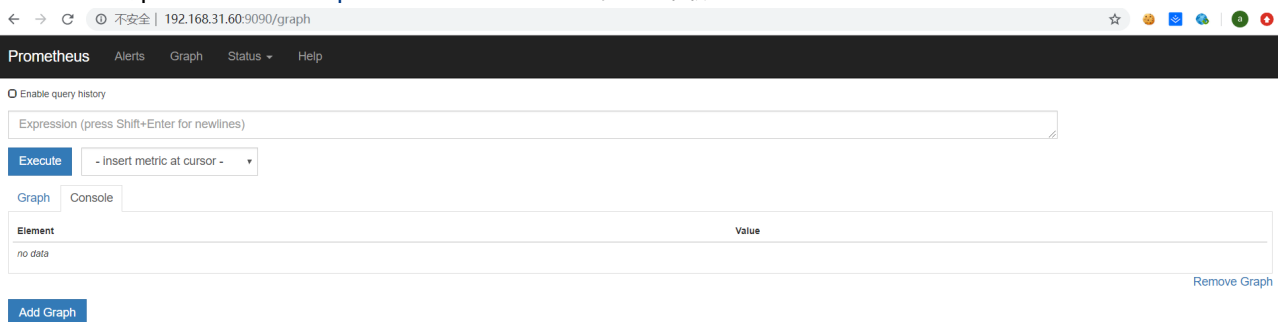 不安全 | 192.168.31.60:9090/graph
Prometheus Alerts Graph Status Help
Enable query history
Expression (press Shift+Enter for newlines)
Execute - insert metric at cursor -
Graph Console
Element Value
no data
Remove Graph
Add Graph